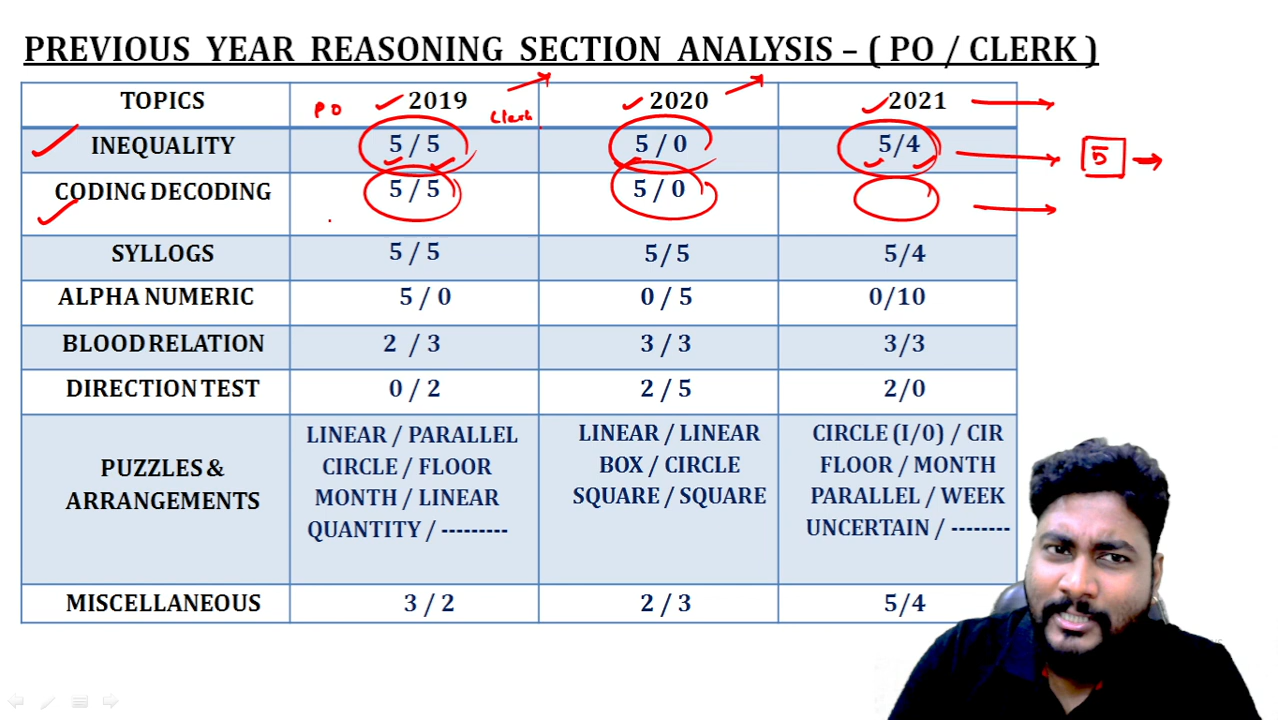 PREVIOUS YEAR REASONING SECTION ANALYSIS – ( PO / CLERK )
TOPICS 2019 2020 2021
PO Clerk
INEQUALITY 5 / 5 5 / 0 5/4 5
CODING DECODING 5 / 5 5 / 0
SYLLOGS 5 / 5 5 / 5 5/4
ALPHA NUMERIC 5 / 0 0 / 5 0/10
BLOOD RELATION 2 / 3 3 / 3 3/3
DIRECTION TEST 0 / 2 2 / 5 2/0
PUZZLES &
ARRANGEMENTS
LINEAR / PARALLEL
CIRCLE / FLOOR
MONTH / LINEAR
QUANTITY / ---------
LINEAR / LINEAR
BOX / CIRCLE
SQUARE / SQUARE
CIRCLE (I/0) / CIR
FLOOR / MONTH
PARALLEL / WEEK
UNCERTAIN / --------
MISCELLANEOUS 3 / 2 2 / 3 5/4